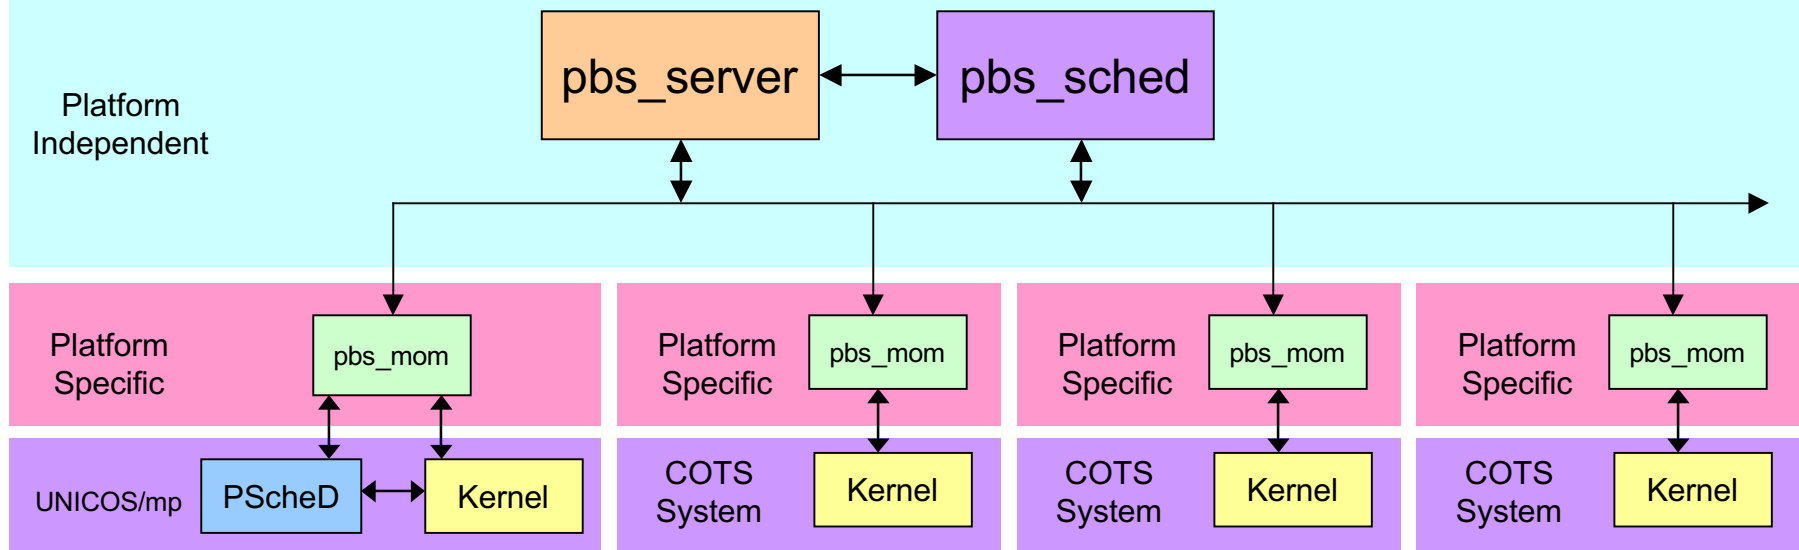 pbs_server
pbs_sched
Platform
Independent
Platform
Specific
pbs_mom
Platform
Specific
pbs_mom
Platform
Specific
pbs_mom
Platform
Specific
pbs_mom
UNICOS/mp
PScheD
Kernel
COTS
System
Kernel
COTS
System
Kernel
COTS
System
Kernel